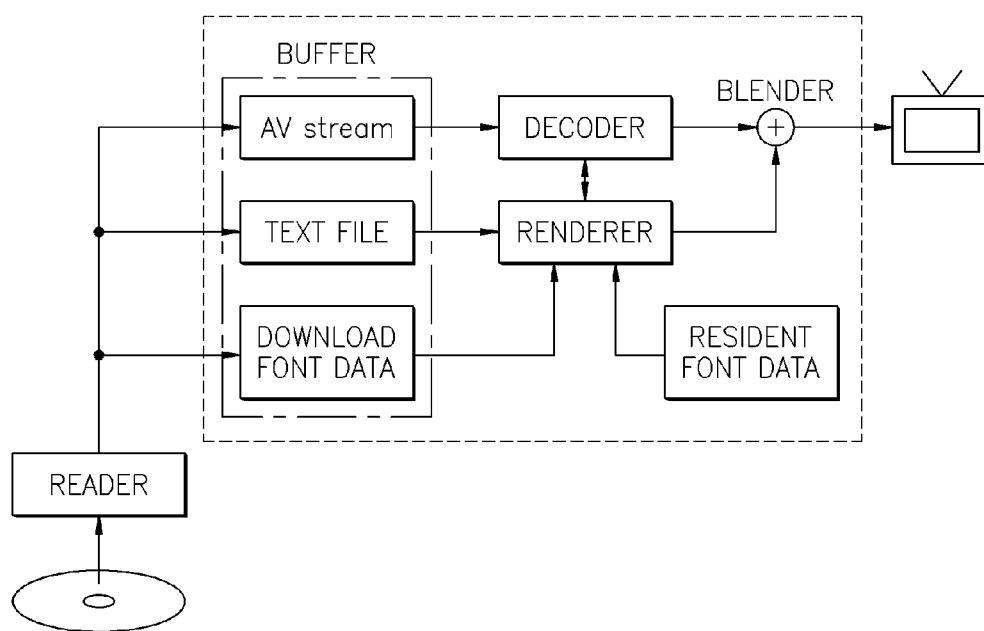 BUFFER
AV stream
DECODER
BLENDER
TEXT FILE
RENDERER
DOWNLOAD
FONT DATA
RESIDENT
FONT DATA
READER